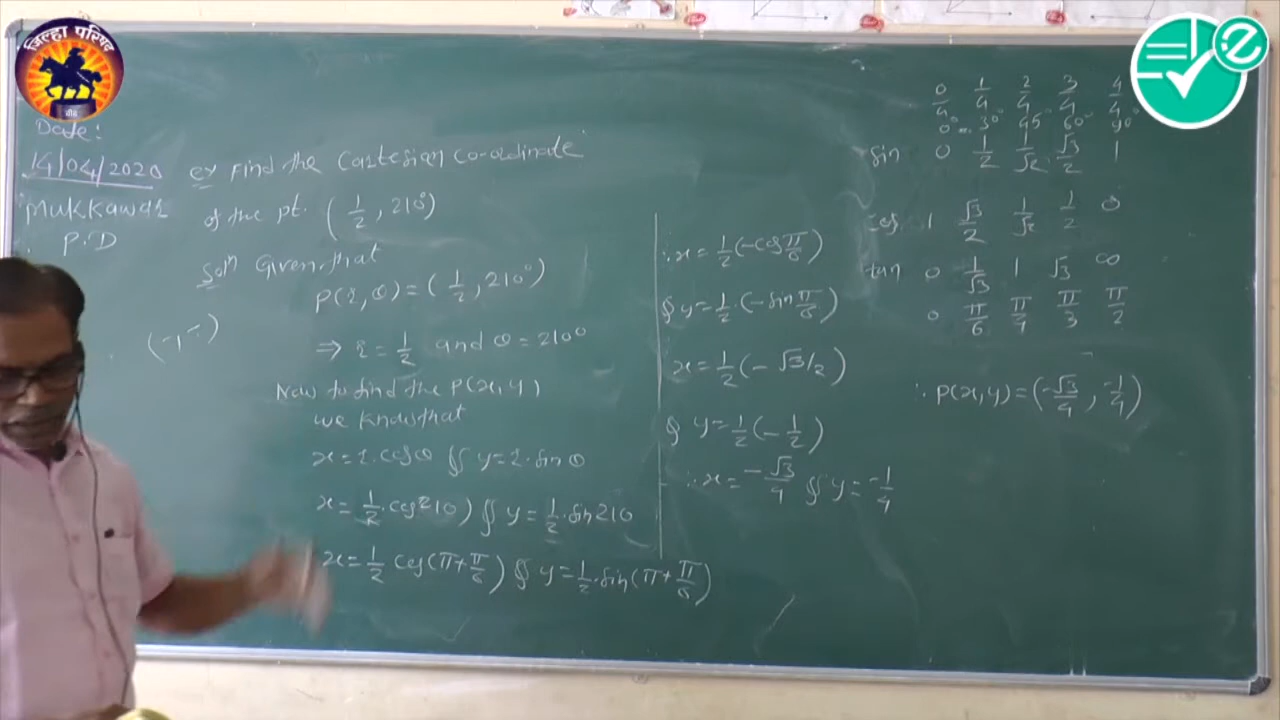 जिल्हा परिषद
बीड
Date:
14/04/2020
Mukkawar
P.D
ex Find the Cartesian co-ordinate
of the pt. (1/2, 210°)
Soln Given that
P(r, θ) = (1/2, 210°)
⇒ r = 1/2 and θ = 210°
Now to find the P(x, y)
we know that
x = r·cosθ & y = r·sinθ
x = 1/2·cos210) & y = 1/2·sin210
x = 1/2 cos(π+π/6) & y = 1/2·sin(π+π/6)
(-,-)
∴ x = 1/2(-cosπ/6)
& y = 1/2·(-sinπ/6)
x = 1/2(-√3/2)
& y = 1/2(-1/2)
∴ x = -√3/4 & y = -1/4
0/4 1/4 2/4 3/4 4/4
0° 30° 45° 60° 90°
sin 0 1/2 1/√2 √3/2 1
cos 1 √3/2 1/√2 1/2 0
tan 0 1/√3 1 √3 ∞
0 π/6 π/4 π/3 π/2
∴ P(x, y) = (-√3/4, -1/4)